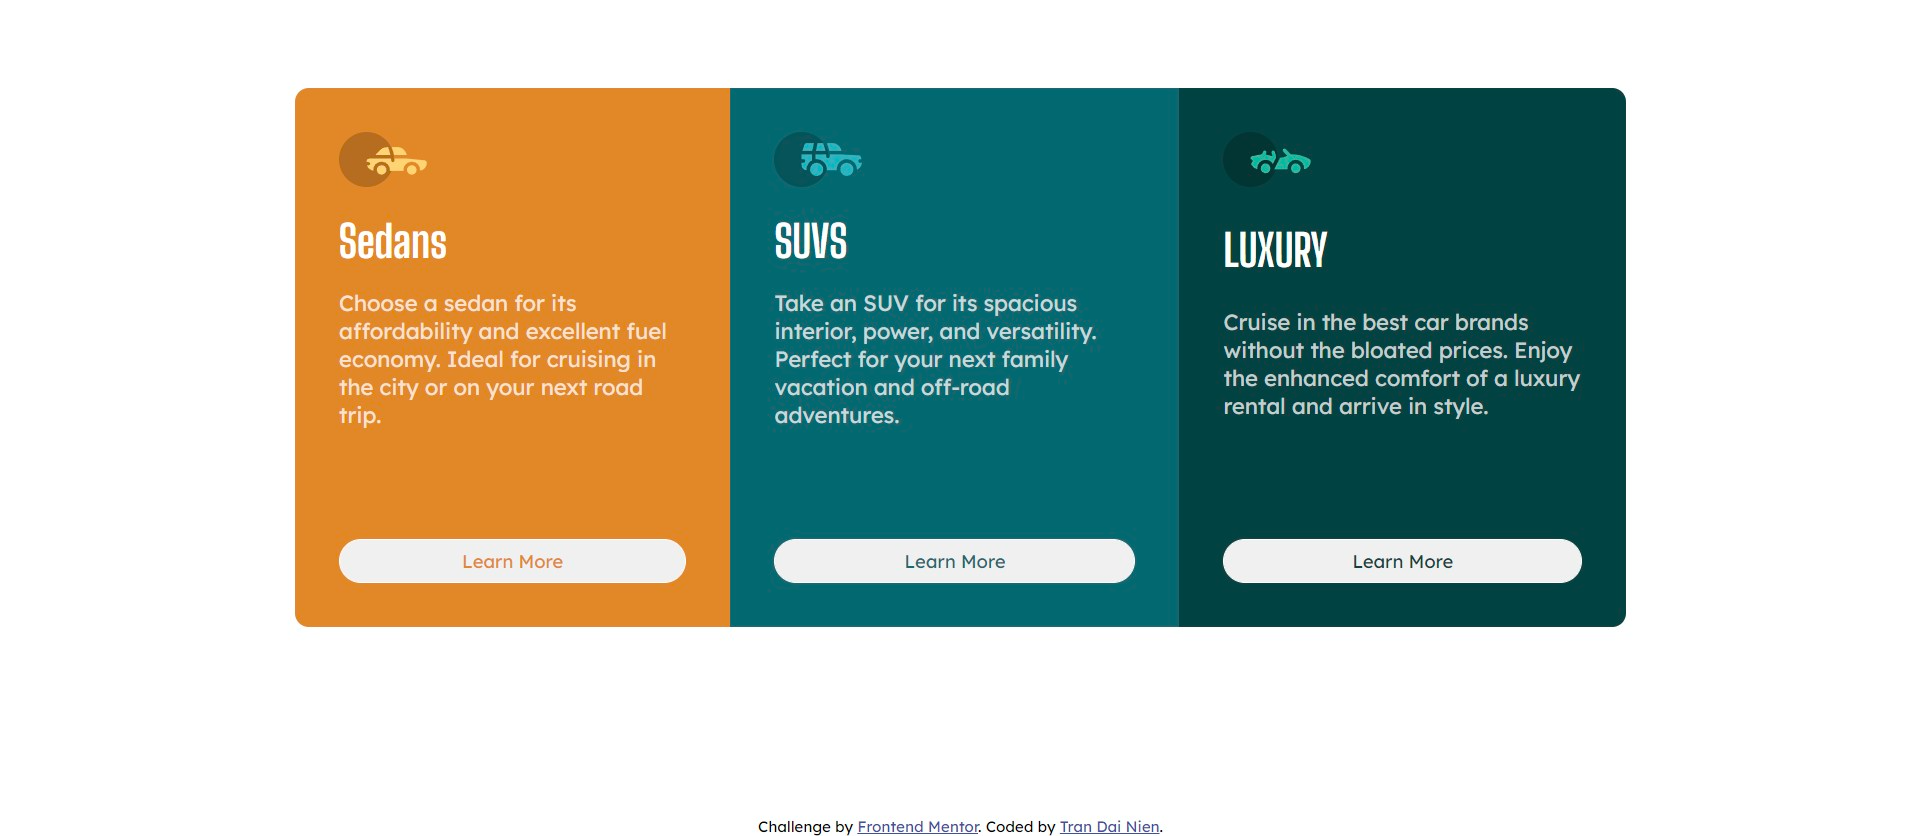 Sedans
Choose a sedan for its
affordability and excellent fuel
economy. Ideal for cruising in
the city or on your next road
trip.
Learn More
SUVS
Take an SUV for its spacious
interior, power, and versatility.
Perfect for your next family
vacation and off-road
adventures.
Learn More
LUXURY
Cruise in the best car brands
without the bloated prices. Enjoy
the enhanced comfort of a luxury
rental and arrive in style.
Learn More
Challenge by Frontend Mentor. Coded by Tran Dai Nien.